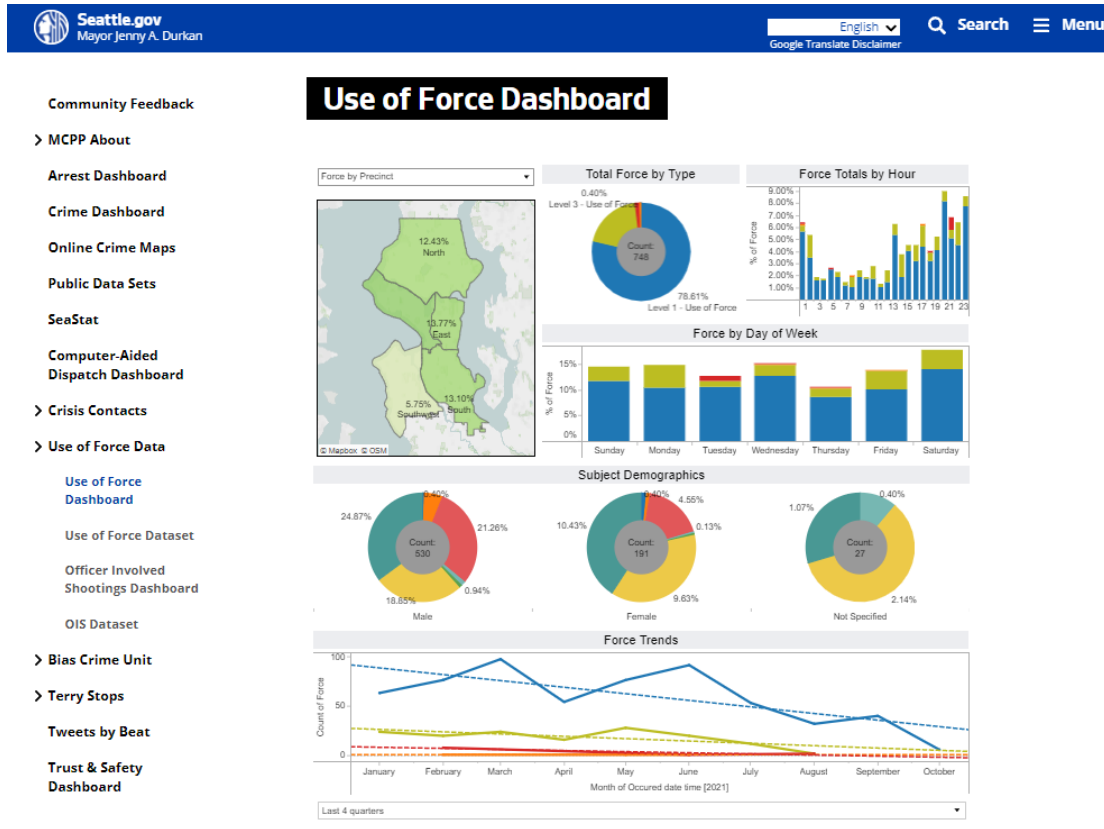 Seattle.gov
Mayor Jenny A. Durkan
English
Google Translate Disclaimer
Search
Menu
Community Feedback
MCPP About
Arrest Dashboard
Crime Dashboard
Online Crime Maps
Public Data Sets
SeaStat
Computer-Aided
Dispatch Dashboard
Crisis Contacts
Use of Force Data
Use of Force
Dashboard
Use of Force Dataset
Officer Involved
Shootings Dashboard
OIS Dataset
Bias Crime Unit
Terry Stops
Tweets by Beat
Trust & Safety
Dashboard
Use of Force Dashboard
Force by Precinct
12.43%
North
13.77%
East
5.75%
Southwest
13.10%
South
© Mapbox © OSM
Total Force by Type
0.40%
Level 3 - Use of Force
Count:
748
78.61%
Level 1 - Use of Force
Force Totals by Hour
% of Force
9.00%
8.00%
7.00%
6.00%
5.00%
4.00%
3.00%
2.00%
1.00%
1 3 5 7 9 11 13 15 17 19 21 23
Force by Day of Week
% of Force
15%
10%
5%
0%
Sunday Monday Tuesday Wednesday Thursday Friday Saturday
Subject Demographics
0.40%
24.87%
21.26%
Count:
530
18.85%
0.94%
Male
0.40%
4.55%
10.43%
0.13%
Count:
191
9.63%
Female
0.40%
1.07%
Count:
27
2.14%
Not Specified
Force Trends
Count of Force
100
50
0
January February March April May June July August September October
Month of Occured date time [2021]
Last 4 quarters